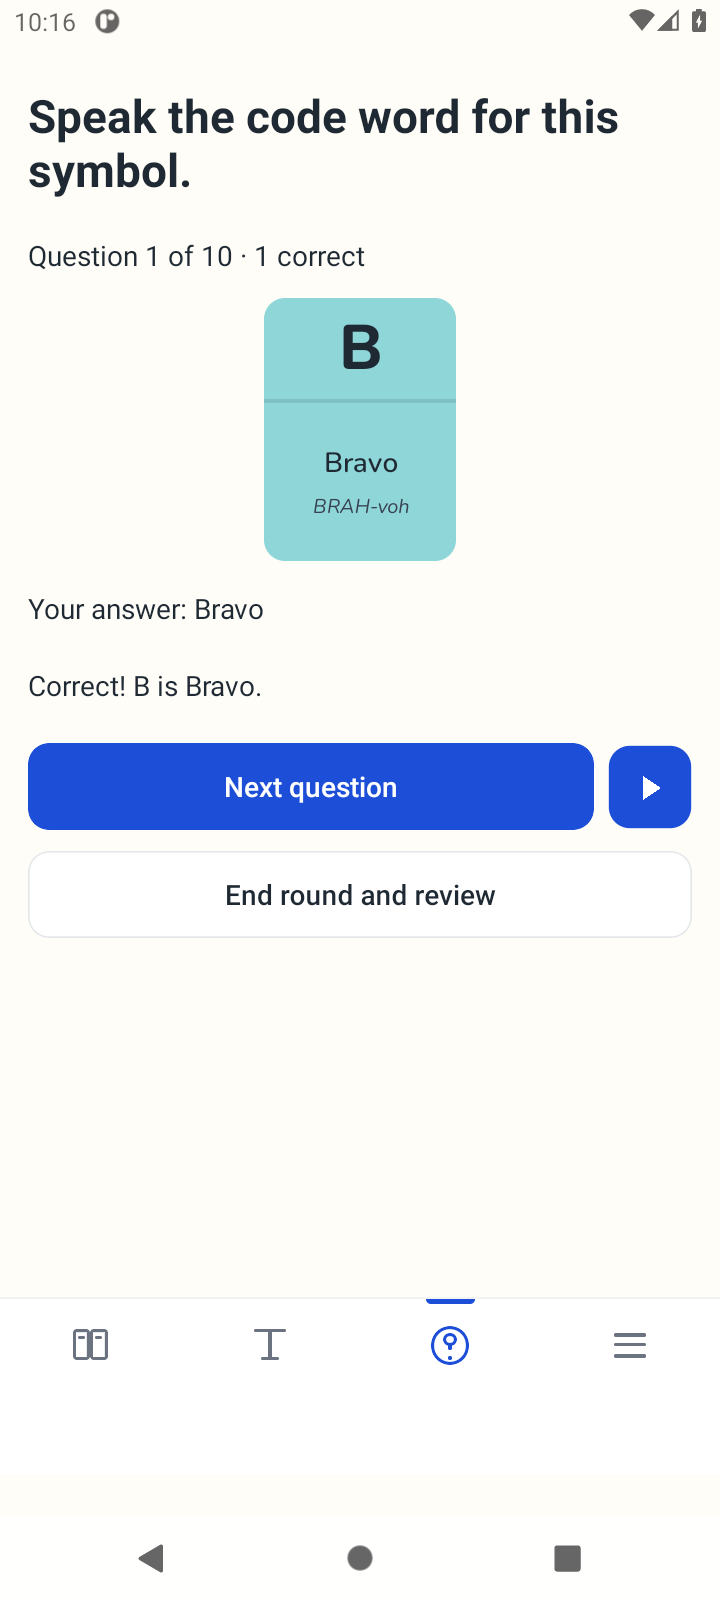 10:16
Speak the code word for this
symbol.
Question 1 of 10 · 1 correct
B
Bravo
BRAH-voh
Your answer: Bravo
Correct! B is Bravo.
Next question
End round and review